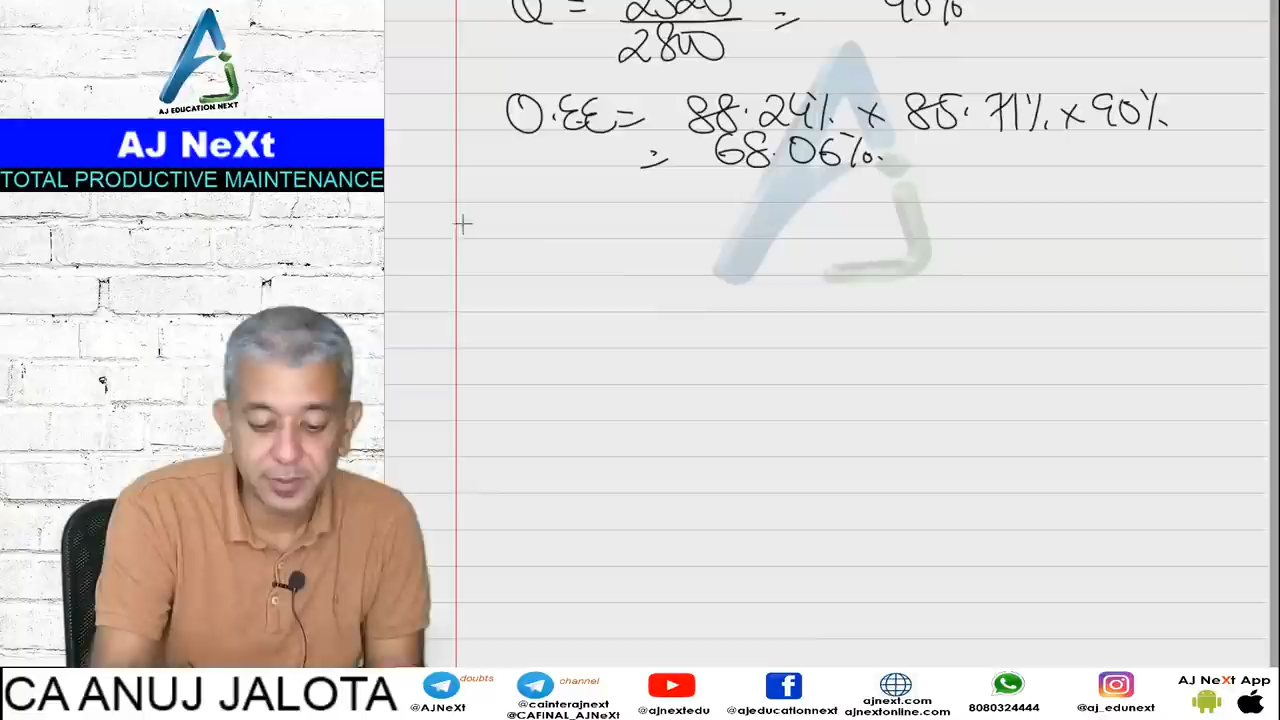 Q = 2520 = 90%
2800
O.EE = 88.24% x 85.71% x 90%
= 68.06%.
AJ EDUCATION NEXT
AJ NeXt
TOTAL PRODUCTIVE MAINTENANCE
CA ANUJ JALOTA
doubts
@AJNeXt
channel
@cainterajnext
@CAFINAL_AJNeXt
@ajnextedu
@ajeducationnext
ajnext.com
ajnextonline.com
8080324444
@aj_edunext
AJ NeXt App